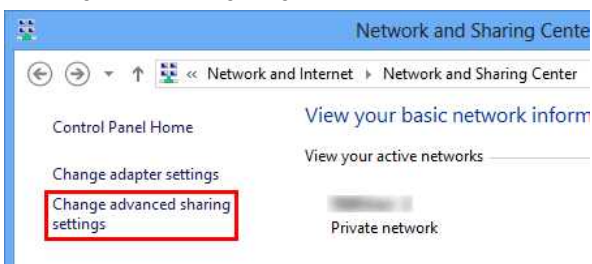 Network and Sharing Cente
« Network and Internet ▸ Network and Sharing Center
Control Panel Home
View your basic network inform
Change adapter settings
View your active networks
Change advanced sharing
settings
Private network